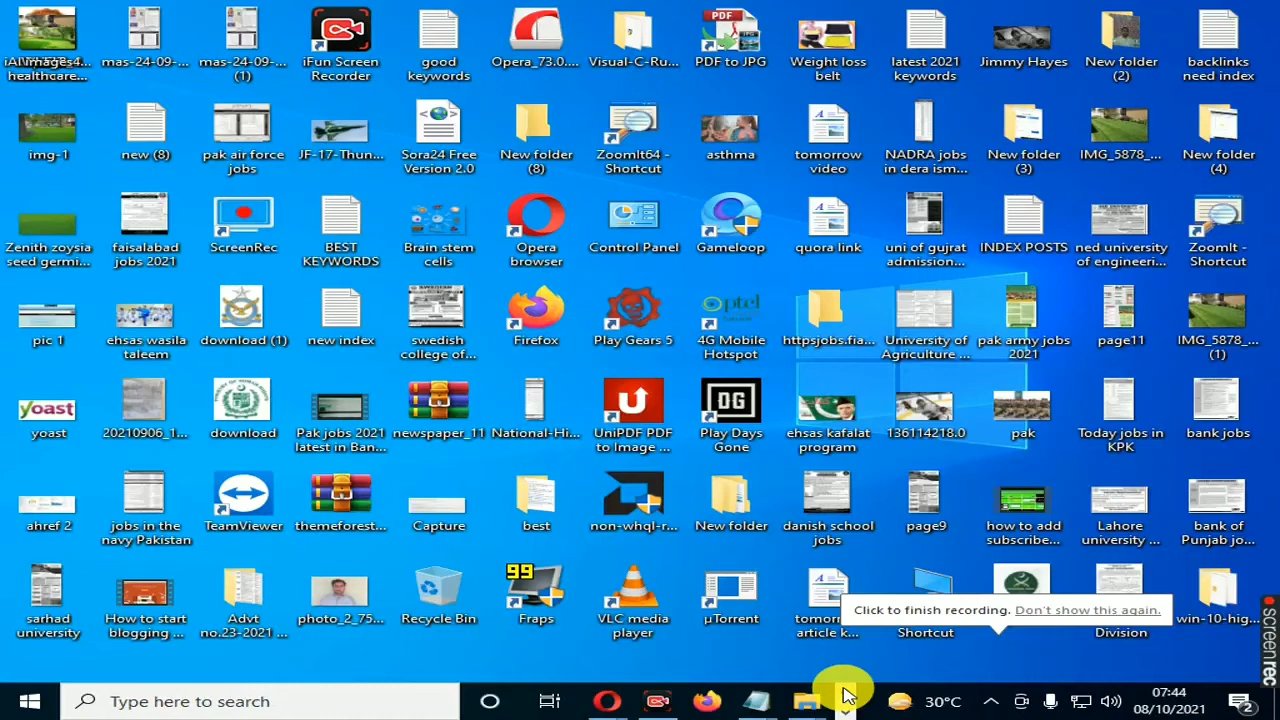 iAUimages4...
healthcare...
mas-24-09-...
mas-24-09-...
(1)
iFun Screen
Recorder
good
keywords
Opera_73.0....
Visual-C-Ru...
PDF
PDF to JPG
Weight loss
belt
latest 2021
keywords
Jimmy Hayes
New folder
(2)
backlinks
need index
img-1
new (8)
pak air force
jobs
JF-17-Thun...
Sora24 Free
Version 2.0
New folder
(8)
ZoomIt64 -
Shortcut
asthma
tomorrow
video
NADRA jobs
in dera ism...
New folder
(3)
IMG_5878_...
New folder
(4)
Zenith zoysia
seed germi...
faisalabad
jobs 2021
ScreenRec
BEST
KEYWORDS
Brain stem
cells
Opera
browser
Control Panel
Gameloop
quora link
uni of gujrat
admission...
INDEX POSTS
ned university
of engineeri...
ZoomIt -
Shortcut
pic 1
ehsas wasila
taleem
download (1)
new index
swedish
college of...
Firefox
Play Gears 5
ptcl
4G Mobile
Hotspot
httpsjobs.fia...
University of
Agriculture ...
pak army jobs
2021
page11
IMG_5878_...
(1)
yoast
yoast
20210906_1...
download
Pak jobs 2021
latest in Ban...
newspaper_11
National-Hi...
UniPDF PDF
to Image ...
DG
Play Days
Gone
ehsas kafalat
program
136114218.0
pak
Today jobs in
KPK
bank jobs
ahref 2
jobs in the
navy Pakistan
TeamViewer
themeforest...
Capture
best
non-whql-r...
New folder
danish school
jobs
page9
how to add
subscribe...
Lahore
university ...
bank of
Punjab jo...
sarhad
university
How to start
blogging ...
Advt
no.23-2021 ...
photo_2_75...
Recycle Bin
99
Fraps
VLC media
player
µTorrent
tomorr
article k...
Shortcut
Division
win-10-hig...
Click to finish recording. Don't show this again.
screenrec
Type here to search
30°C
07:44
08/10/2021
2